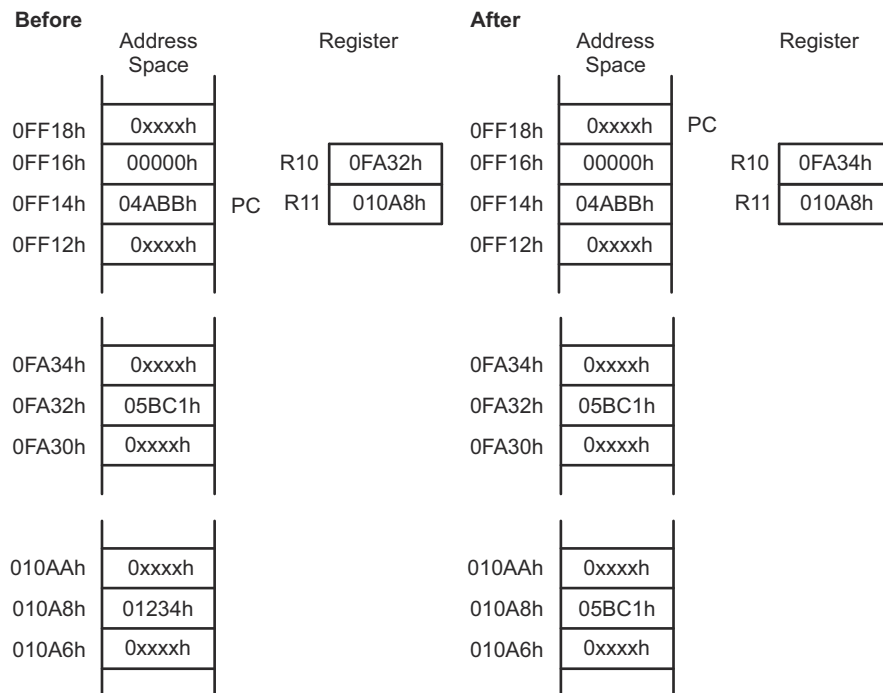 Before
Address Space
Register
0FF18h 0xxxxh
0FF16h 00000h R10 0FA32h
0FF14h 04ABBh PC R11 010A8h
0FF12h 0xxxxh
0FA34h 0xxxxh
0FA32h 05BC1h
0FA30h 0xxxxh
010AAh 0xxxxh
010A8h 01234h
010A6h 0xxxxh
After
Address Space
Register
0FF18h 0xxxxh PC
0FF16h 00000h R10 0FA34h
0FF14h 04ABBh R11 010A8h
0FF12h 0xxxxh
0FA34h 0xxxxh
0FA32h 05BC1h
0FA30h 0xxxxh
010AAh 0xxxxh
010A8h 05BC1h
010A6h 0xxxxh